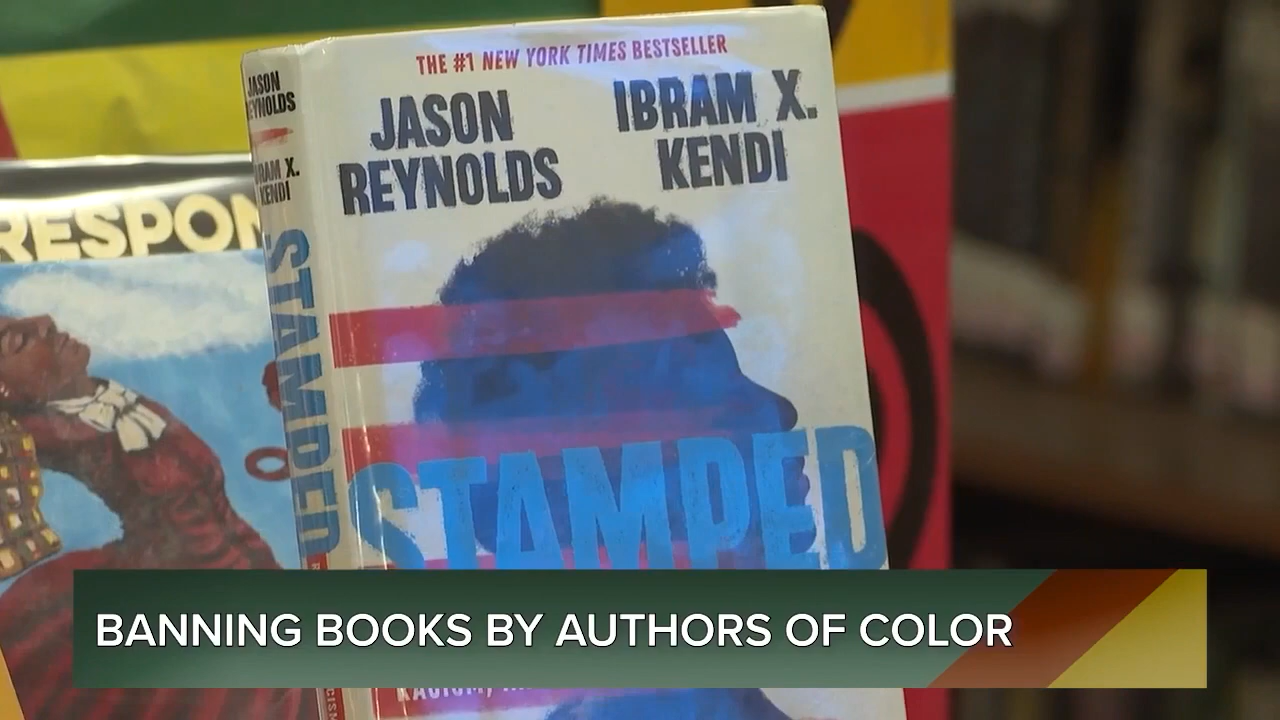 THE #1 NEW YORK TIMES BESTSELLER
JASON
REYNOLDS
IBRAM X.
KENDI
STAMPED
JASON
REYNOLDS
IBRAM X.
KENDI
STAMPED
RESPON
BANNING BOOKS BY AUTHORS OF COLOR
RACISM,